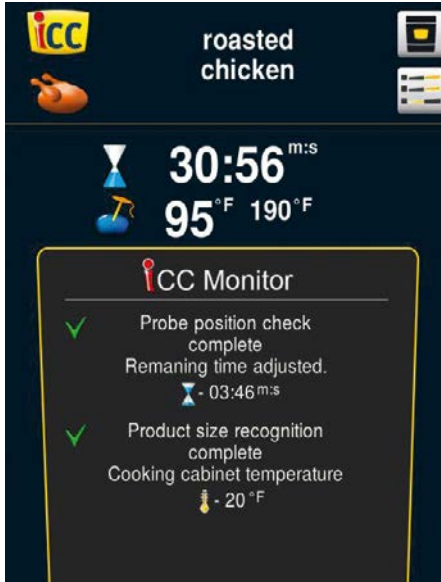 iCC
roasted
chicken
30:56 m:s
95°F 190°F
iCC Monitor
Probe position check
complete
Remaning time adjusted.
- 03:46 m:s
Product size recognition
complete
Cooking cabinet temperature
- 20 °F